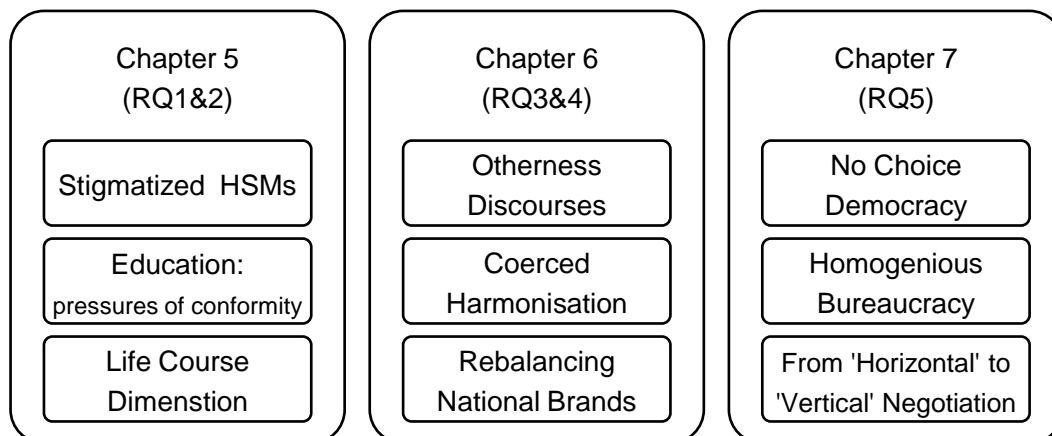 Chapter 5
(RQ1&2)
Stigmatized HSMs
Education:
pressures of conformity
Life Course
Dimenstion
Chapter 6
(RQ3&4)
Otherness
Discourses
Coerced
Harmonisation
Rebalancing
National Brands
Chapter 7
(RQ5)
No Choice
Democracy
Homogenious
Bureaucracy
From 'Horizontal' to
'Vertical' Negotiation